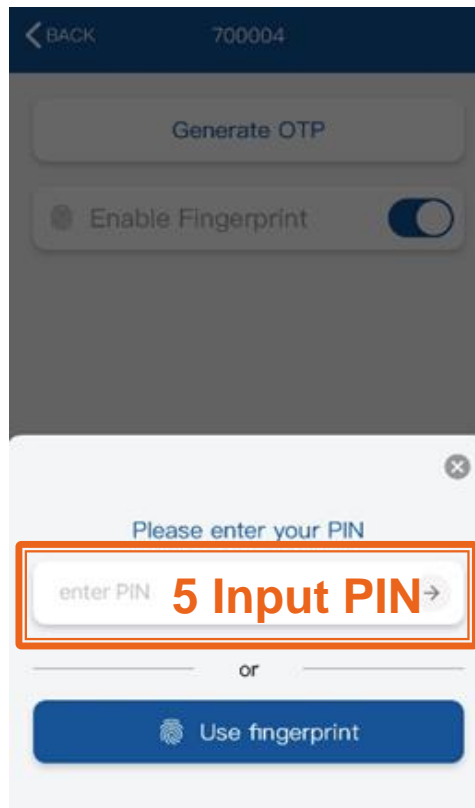 BACK 700004
Generate OTP
Enable Fingerprint
Please enter your PIN
enter PIN 5 Input PIN
or
Use fingerprint